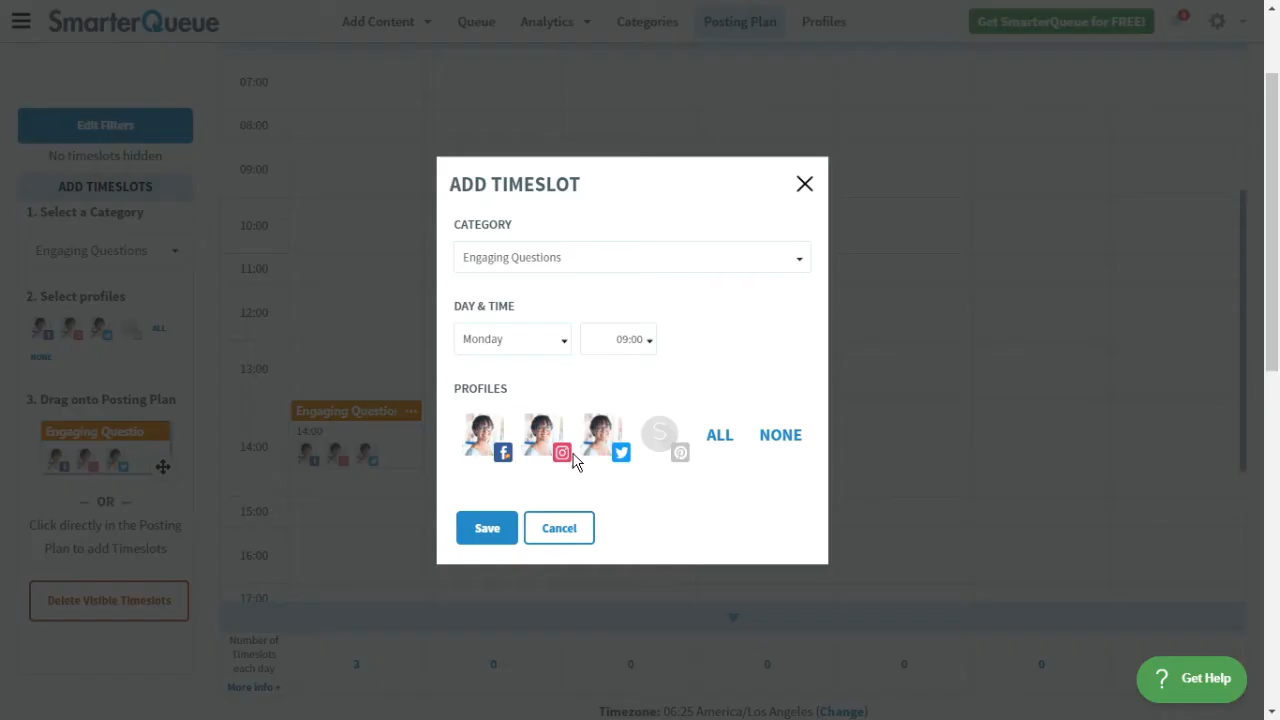 SmarterQueue
Add Content
Queue
Analytics
Categories
Posting Plan
Profiles
Get SmarterQueue for FREE!
Edit Filters
No timeslots hidden
ADD TIMESLOTS
1. Select a Category
Engaging Questions
2. Select profiles
ALL
NONE
3. Drag onto Posting Plan
Engaging Questio
— OR —
Click directly in the Posting
Plan to add Timeslots
Delete Visible Timeslots
07:00
08:00
09:00
10:00
11:00
12:00
13:00
14:00
15:00
16:00
17:00
Engaging Questio
14:00
ADD TIMESLOT
CATEGORY
Engaging Questions
DAY & TIME
Monday
09:00
PROFILES
S
ALL
NONE
Save
Cancel
Number of
Timeslots
each day
More info +
3
0
0
0
0
0
Timezone: 06:25 America/Los Angeles (Change)
? Get Help